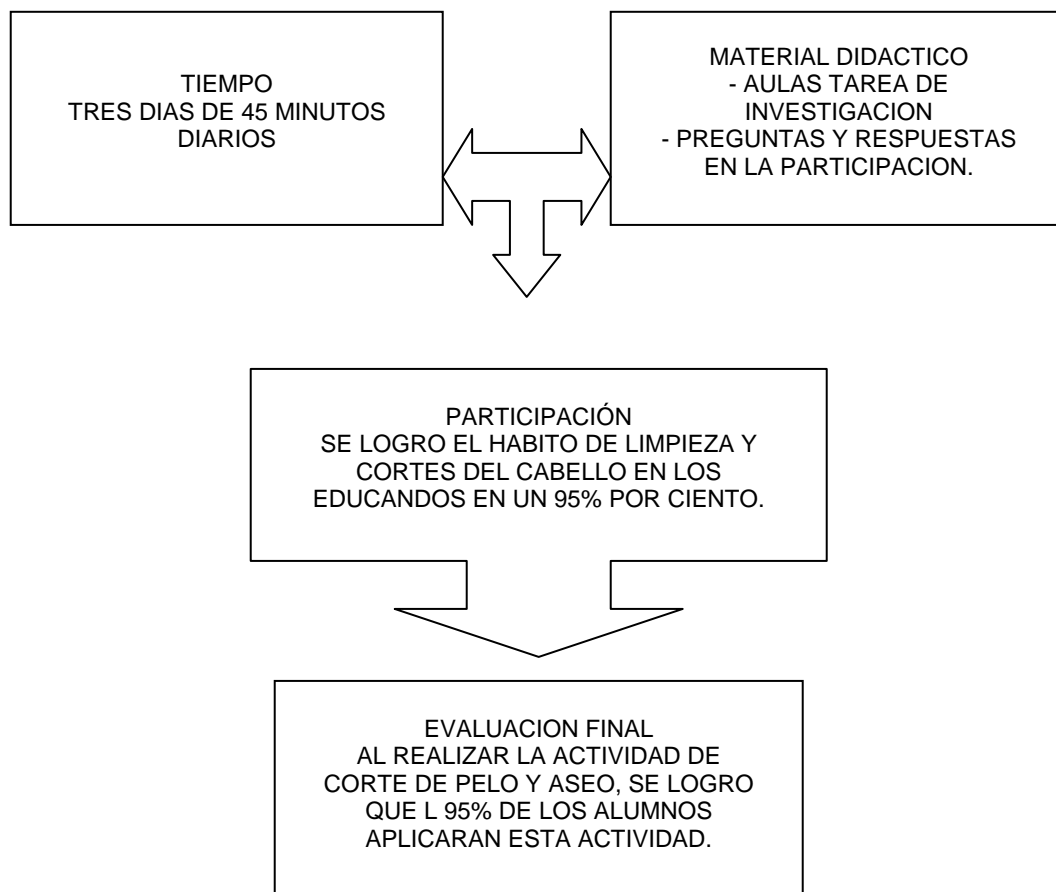 TIEMPO
TRES DIAS DE 45 MINUTOS
DIARIOS
MATERIAL DIDACTICO
- AULAS TAREA DE
INVESTIGACION
- PREGUNTAS Y RESPUESTAS
EN LA PARTICIPACION.
PARTICIPACIÓN
SE LOGRO EL HABITO DE LIMPIEZA Y
CORTES DEL CABELLO EN LOS
EDUCANDOS EN UN 95% POR CIENTO.
EVALUACION FINAL
AL REALIZAR LA ACTIVIDAD DE
CORTE DE PELO Y ASEO, SE LOGRO
QUE L 95% DE LOS ALUMNOS
APLICARAN ESTA ACTIVIDAD.